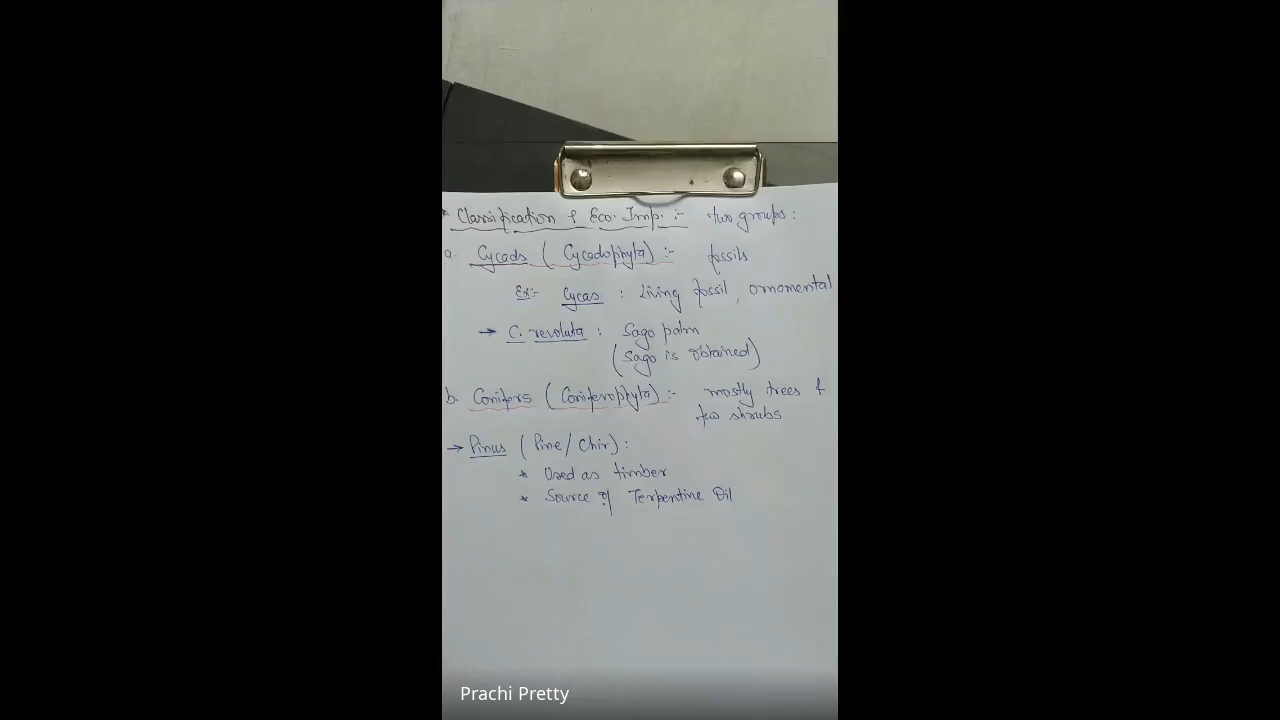 * Classification & Eco. Imp. :- two groups :
a. Cycads ( Cycadophyta) :- fossils
Ex:- Cycas : Living fossil, ornamental
→ C. revoluta : Sago palm
(Sago is obtained)
b. Conifers ( Coniferophyta) :- mostly trees &
few shrubs
→ Pinus ( Pine / Chir) :
* Used as timber
* Source of Terpentine Oil
Prachi Pretty